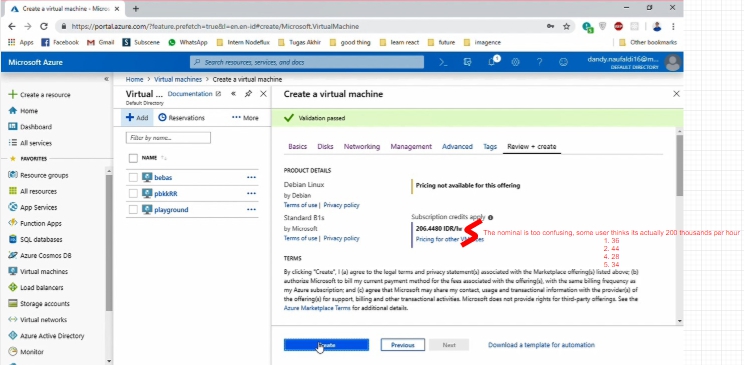 Create a virtual machine - Micros
https://portal.azure.com/?feature.prefetch=true&l=en.en-id#create/Microsoft.VirtualMachine
Apps Facebook Gmail Subscene WhatsApp Intern Nodeflux Tugas Akhir good thing learn react future imagence Other bookmarks
Microsoft Azure
Search resources, services, and docs
dandy.naufaldi16@m...
DEFAULT DIRECTORY
Create a resource
Home
Dashboard
All services
FAVORITES
Resource groups
All resources
App Services
Function Apps
SQL databases
Azure Cosmos DB
Virtual machines
Load balancers
Storage accounts
Virtual networks
Azure Active Directory
Monitor
Home > Virtual machines > Create a virtual machine
Virtual ... Documentation
Default Directory
Add Reservations More
Filter by name...
NAME
bebas
pbkkRR
playground
Create a virtual machine
Validation passed
Basics Disks Networking Management Advanced Tags Review + create
PRODUCT DETAILS
Debian Linux
by Debian
Terms of use | Privacy policy
Pricing not available for this offering
Standard B1s
by Microsoft
Terms of use | Privacy policy
Subscription credits apply
206.4480 IDR/
Pricing for other
The nominal is too confusing, some user thinks its actually 200 thousands per hour
1. 36
2. 44
4. 28
5. 34
TERMS
By clicking "Create", I (a) agree to the legal terms and privacy statement(s) associated with the Marketplace offering(s) listed above; (b)
authorize Microsoft to bill my current payment method for the fees associated with the offering(s), with the same billing frequency as
my Azure subscription; and (c) agree that Microsoft may share my contact, usage and transactional information with the provider(s) of
the offering(s) for support, billing and other transactional activities. Microsoft does not provide rights for third-party offerings. See the
Azure Marketplace Terms for additional details.
Create Previous Next Download a template for automation